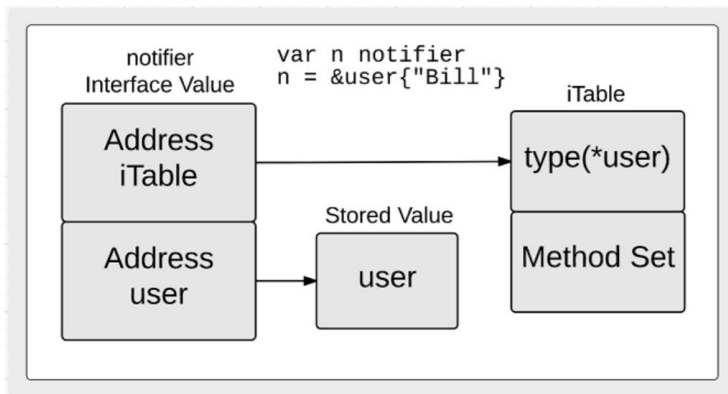 notifier
Interface Value
var n notifier
n = &user{"Bill"}
iTable
Address
iTable
type(*user)
Stored Value
Address
user
user
Method Set